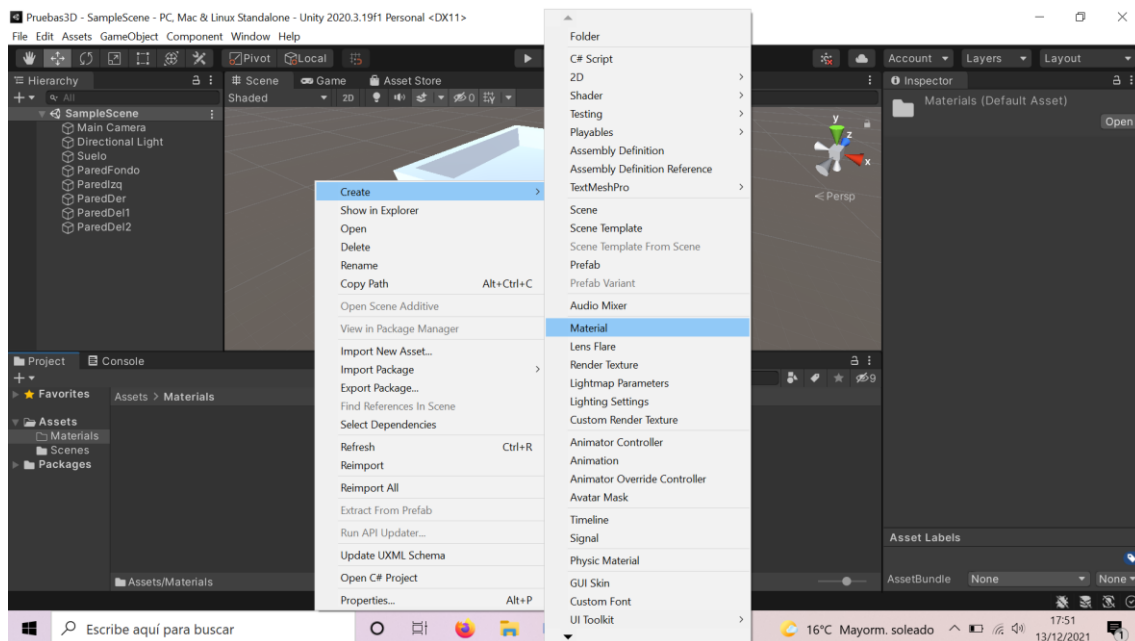 Pruebas3D - SampleScene - PC, Mac & Linux Standalone - Unity 2020.3.19f1 Personal <DX11>
File Edit Assets GameObject Component Window Help
Pivot Local
Account Layers Layout
Hierarchy
Scene Game Asset Store
Inspector
All
Shaded 2D 0
SampleScene
Main Camera
Directional Light
Suelo
ParedFondo
ParedIzq
ParedDer
ParedDel1
ParedDel2
y
z
x
Persp
Materials (Default Asset)
Open
Create
Show in Explorer
Open
Delete
Rename
Copy Path Alt+Ctrl+C
Open Scene Additive
View in Package Manager
Import New Asset...
Import Package
Export Package...
Find References In Scene
Select Dependencies
Refresh Ctrl+R
Reimport
Reimport All
Extract From Prefab
Run API Updater...
Update UXML Schema
Open C# Project
Properties... Alt+P
Folder
C# Script
2D
Shader
Testing
Playables
Assembly Definition
Assembly Definition Reference
TextMeshPro
Scene
Scene Template
Scene Template From Scene
Prefab
Prefab Variant
Audio Mixer
Material
Lens Flare
Render Texture
Lightmap Parameters
Lighting Settings
Custom Render Texture
Animator Controller
Animation
Animator Override Controller
Avatar Mask
Timeline
Signal
Physic Material
GUI Skin
Custom Font
UI Toolkit
Project Console
9
Favorites
Assets > Materials
Assets
Materials
Scenes
Packages
Assets/Materials
Asset Labels
AssetBundle None None
Escribe aquí para buscar
16°C Mayorm. soleado
17:51
13/12/2021
1